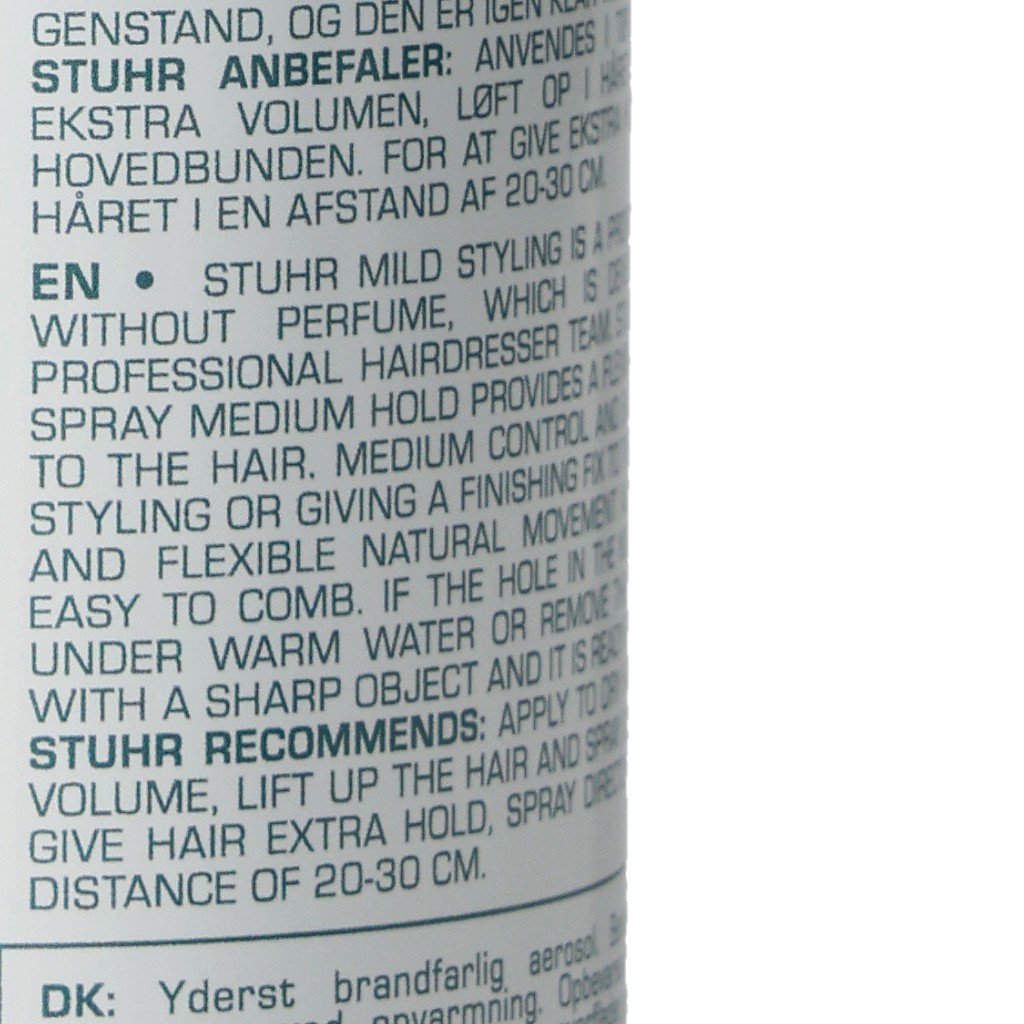 GENSTAND, OG DEN ER IGEN
STUHR ANBEFALER: ANVENDES I
EKSTRA VOLUMEN, LØFT OP I
HOVEDBUNDEN. FOR AT GIVE EKSTRA
HÅRET I EN AFSTAND AF 20-30 CM.
EN • STUHR MILD STYLING IS A
WITHOUT PERFUME, WHICH IS
PROFESSIONAL HAIRDRESSER TEAM.
SPRAY MEDIUM HOLD PROVIDES A
TO THE HAIR. MEDIUM CONTROL AND
STYLING OR GIVING A FINISHING FIX TO
AND FLEXIBLE NATURAL MOVEMENT
EASY TO COMB. IF THE HOLE IN THE
UNDER WARM WATER OR REMOVE
WITH A SHARP OBJECT AND IT IS
STUHR RECOMMENDS: APPLY TO
VOLUME, LIFT UP THE HAIR AND
GIVE HAIR EXTRA HOLD, SPRAY
DISTANCE OF 20-30 CM.
DK: Yderst brandfarlig aerosol.
opvarmning.